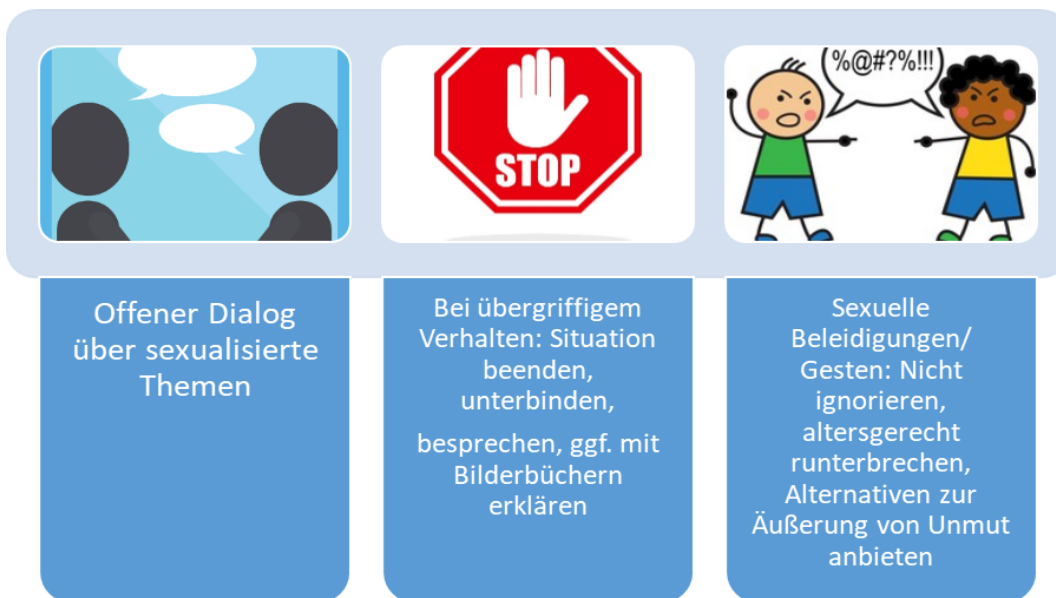 STOP
%@#?%!!!
Offener Dialog
über sexualisierte
Themen
Bei übergriffigem
Verhalten: Situation
beenden,
unterbinden,
besprechen, ggf. mit
Bilderbüchern
erklären
Sexuelle
Beleidigungen/
Gesten: Nicht
ignorieren,
altersgerecht
runterbrechen,
Alternativen zur
Äußerung von Unmut
anbieten